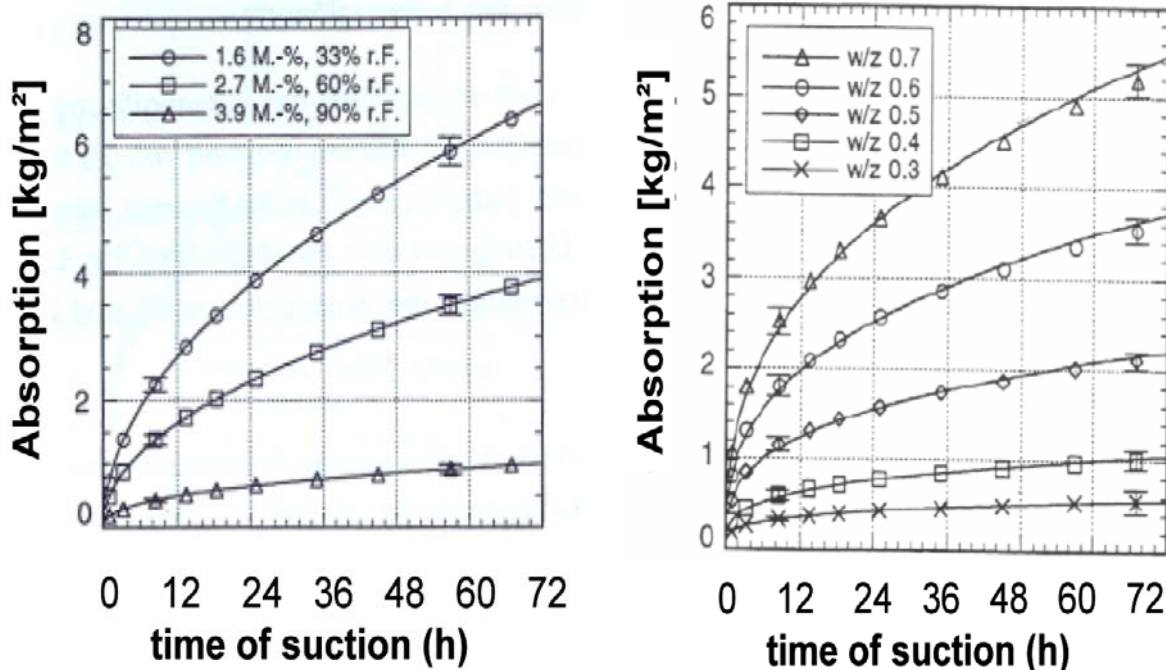 8
6
4
2
0
Absorption [kg/m²]
1.6 M.-%, 33% r.F.
2.7 M.-%, 60% r.F.
3.9 M.-%, 90% r.F.
0 12 24 36 48 60 72
time of suction (h)
6
5
4
3
2
1
0
Absorption [kg/m²]
w/z 0.7
w/z 0.6
w/z 0.5
w/z 0.4
w/z 0.3
0 12 24 36 48 60 72
time of suction (h)